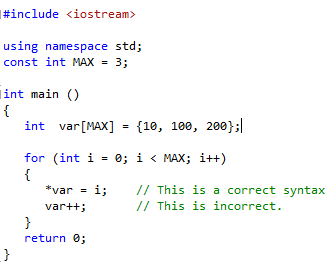 #include <iostream>
using namespace std;
const int MAX = 3;
int main ()
{
int  var[MAX] = {10, 100, 200};
for (int i = 0; i < MAX; i++)
{
*var = i;    // This is a correct syntax
var++;       // This is incorrect.
}
return 0;
}